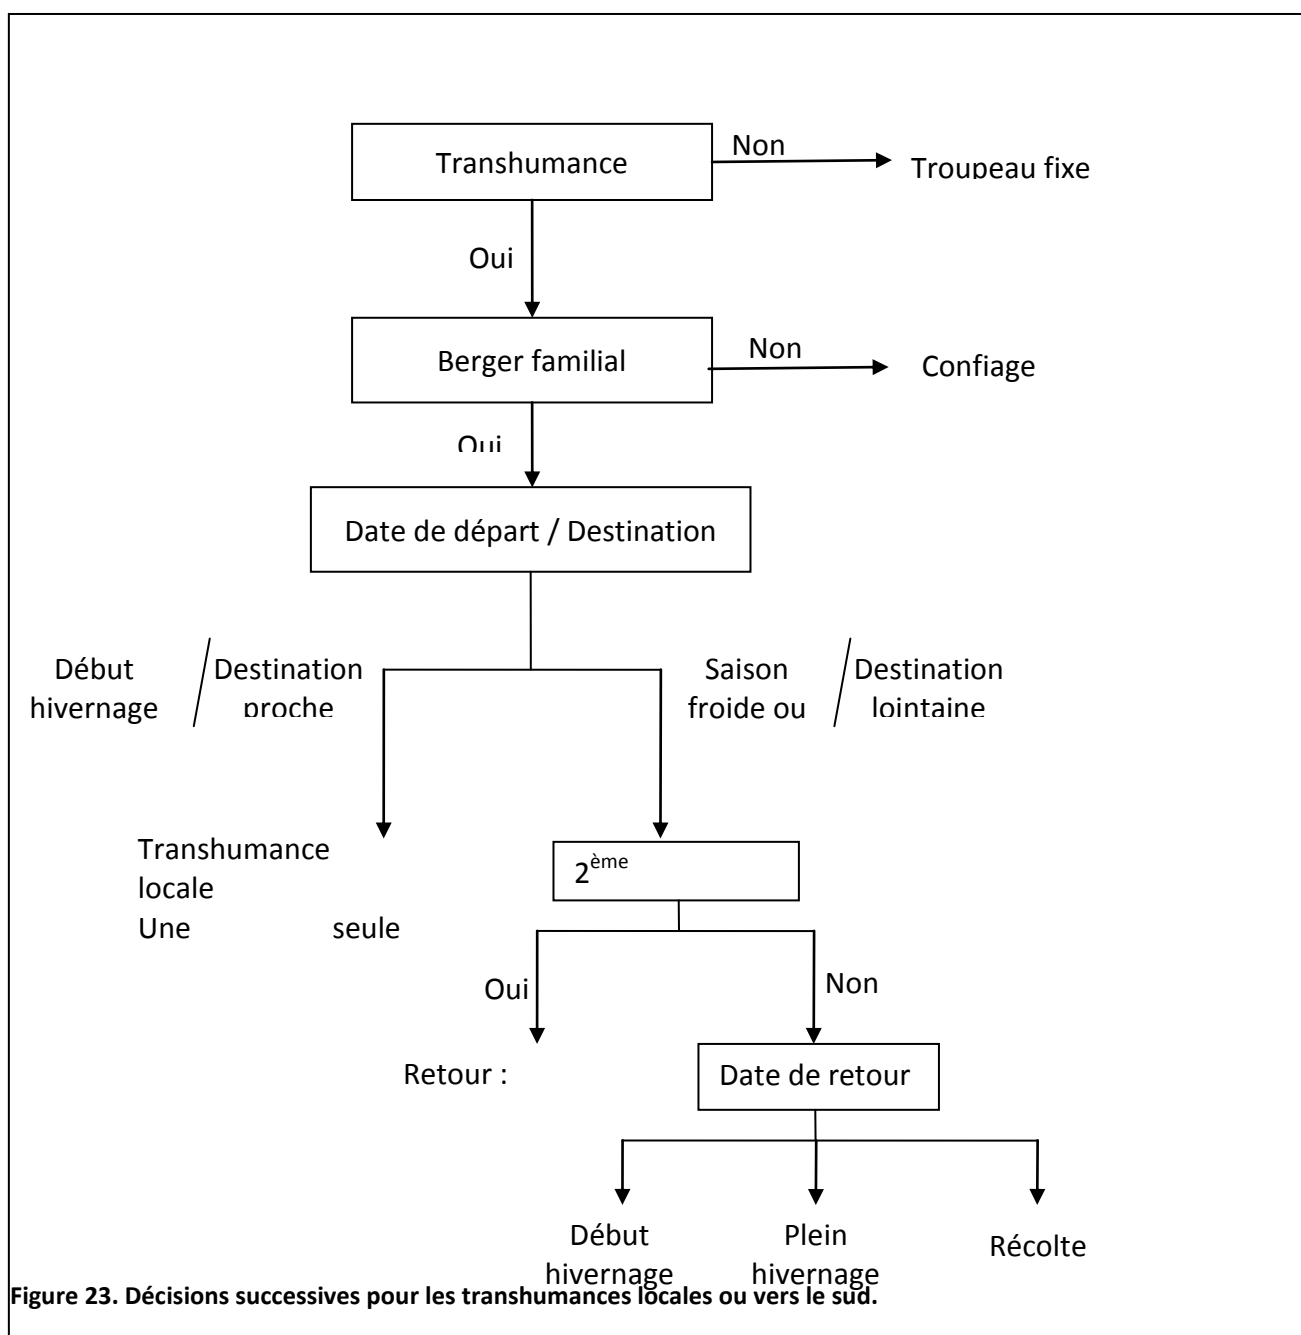 Transhumance
Non
Troupeau fixe
Oui
Berger familial
Non
Confiage
Oui
Date de départ / Destination
Début
hivernage
Destination
proche
Saison
froide ou
Destination
lointaine
Transhumance
locale
Une seule
2ème
Oui
Non
Retour :
Date de retour
Début
hivernage
Plein
hivernage
Récolte
Figure 23. Décisions successives pour les transhumances locales ou vers le sud.